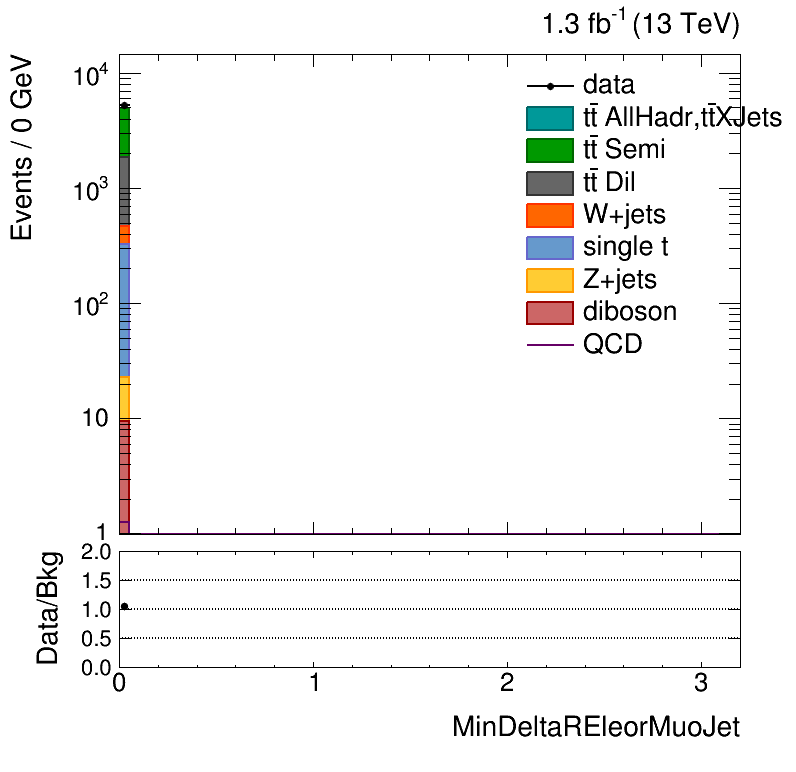 1.3 fb⁻¹ (13 TeV)
Events / 0 GeV
10⁴
10³
10²
10
1
data
tt̄ AllHadr,tt̄XJets
tt̄ Semi
tt̄ Dil
W+jets
single t
Z+jets
diboson
QCD
Data/Bkg
2.0
1.5
1.0
0.5
0.0
0 1 2 3
MinDeltaREleorMuoJet